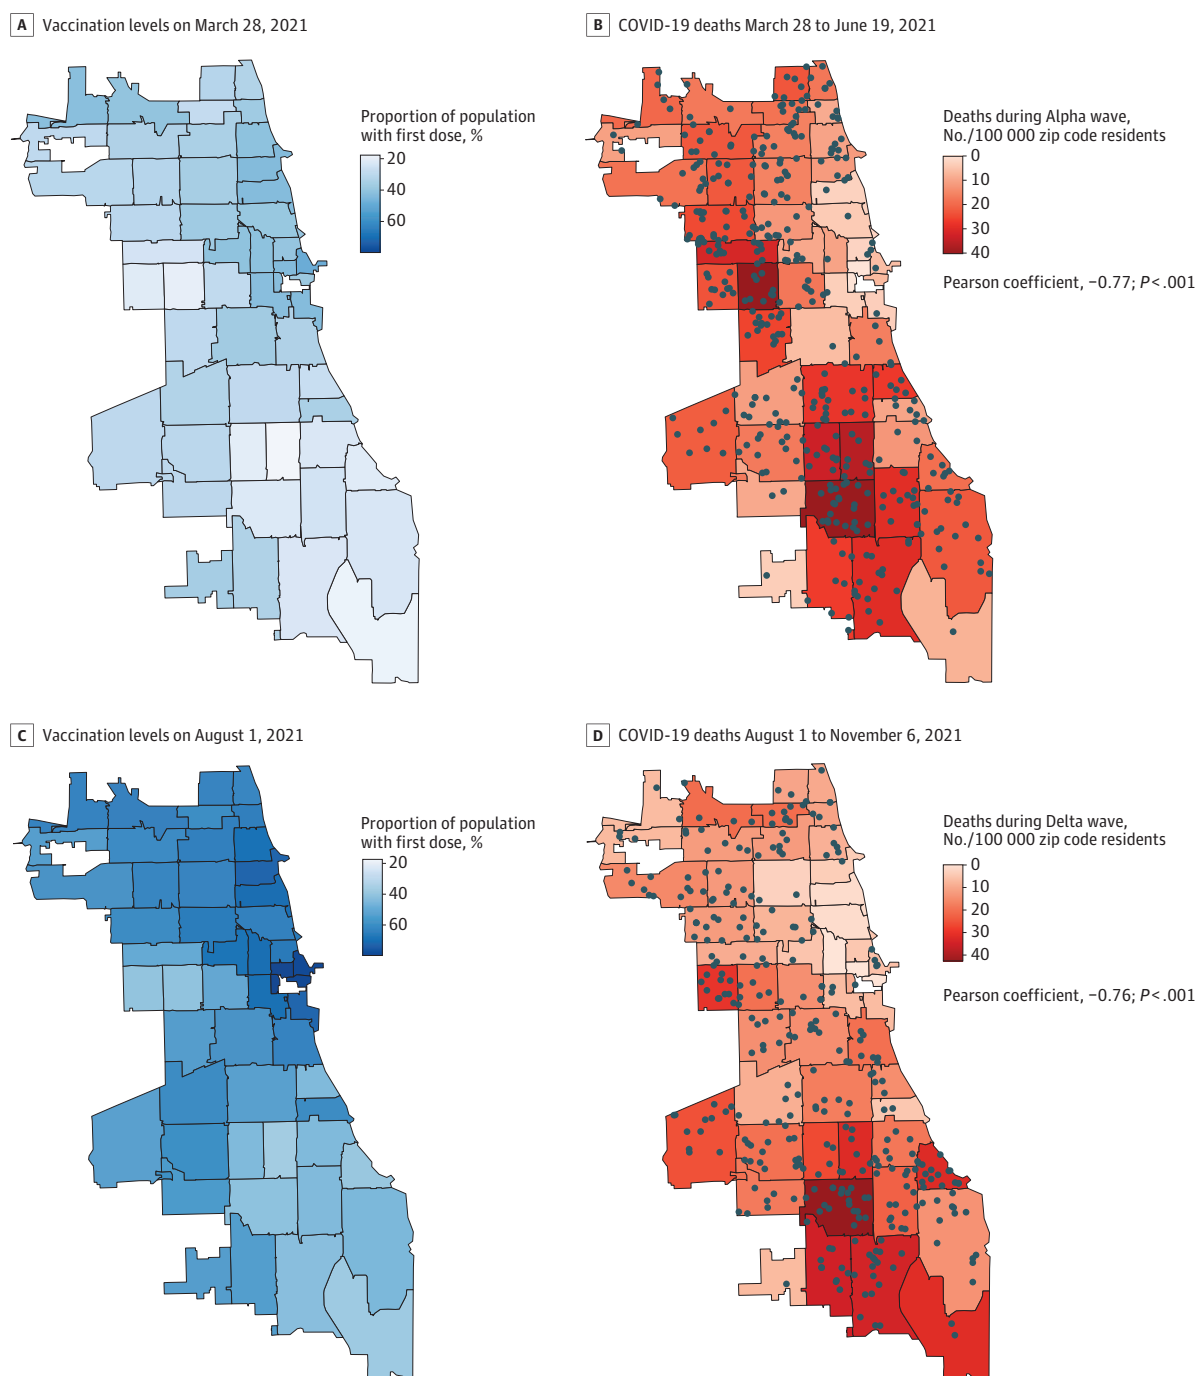 A Vaccination levels on March 28, 2021
Proportion of population
with first dose, %
20
40
60
B COVID-19 deaths March 28 to June 19, 2021
Deaths during Alpha wave,
No./100 000 zip code residents
0
10
20
30
40
Pearson coefficient, −0.77; P < .001
C Vaccination levels on August 1, 2021
Proportion of population
with first dose, %
20
40
60
D COVID-19 deaths August 1 to November 6, 2021
Deaths during Delta wave,
No./100 000 zip code residents
0
10
20
30
40
Pearson coefficient, −0.76; P < .001